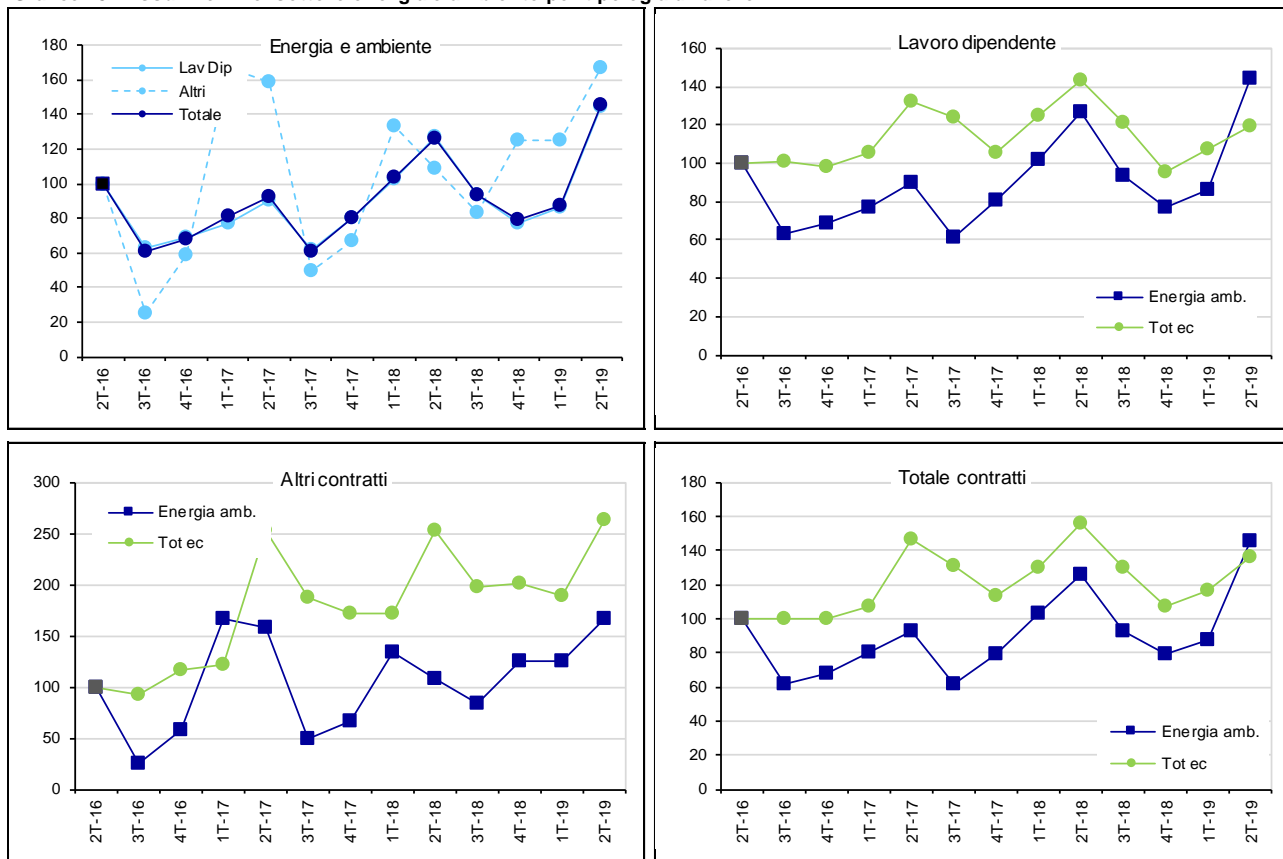 Energia e ambiente
Lav Dip
Altri
Totale
180
160
140
120
100
80
60
40
20
0
2T-16
3T-16
4T-16
1T-17
2T-17
3T-17
4T-17
1T-18
2T-18
3T-18
4T-18
1T-19
2T-19
Lavoro dipendente
160
140
120
100
80
60
40
20
0
Energia amb.
Tot ec
2T-16
3T-16
4T-16
1T-17
2T-17
3T-17
4T-17
1T-18
2T-18
3T-18
4T-18
1T-19
2T-19
Altri contratti
300
250
200
150
100
50
0
Energia amb.
Tot ec
2T-16
3T-16
4T-16
1T-17
2T-17
3T-17
4T-17
1T-18
2T-18
3T-18
4T-18
1T-19
2T-19
Totale contratti
180
160
140
120
100
80
60
40
20
0
Energia amb.
Tot ec
2T-16
3T-16
4T-16
1T-17
2T-17
3T-17
4T-17
1T-18
2T-18
3T-18
4T-18
1T-19
2T-19